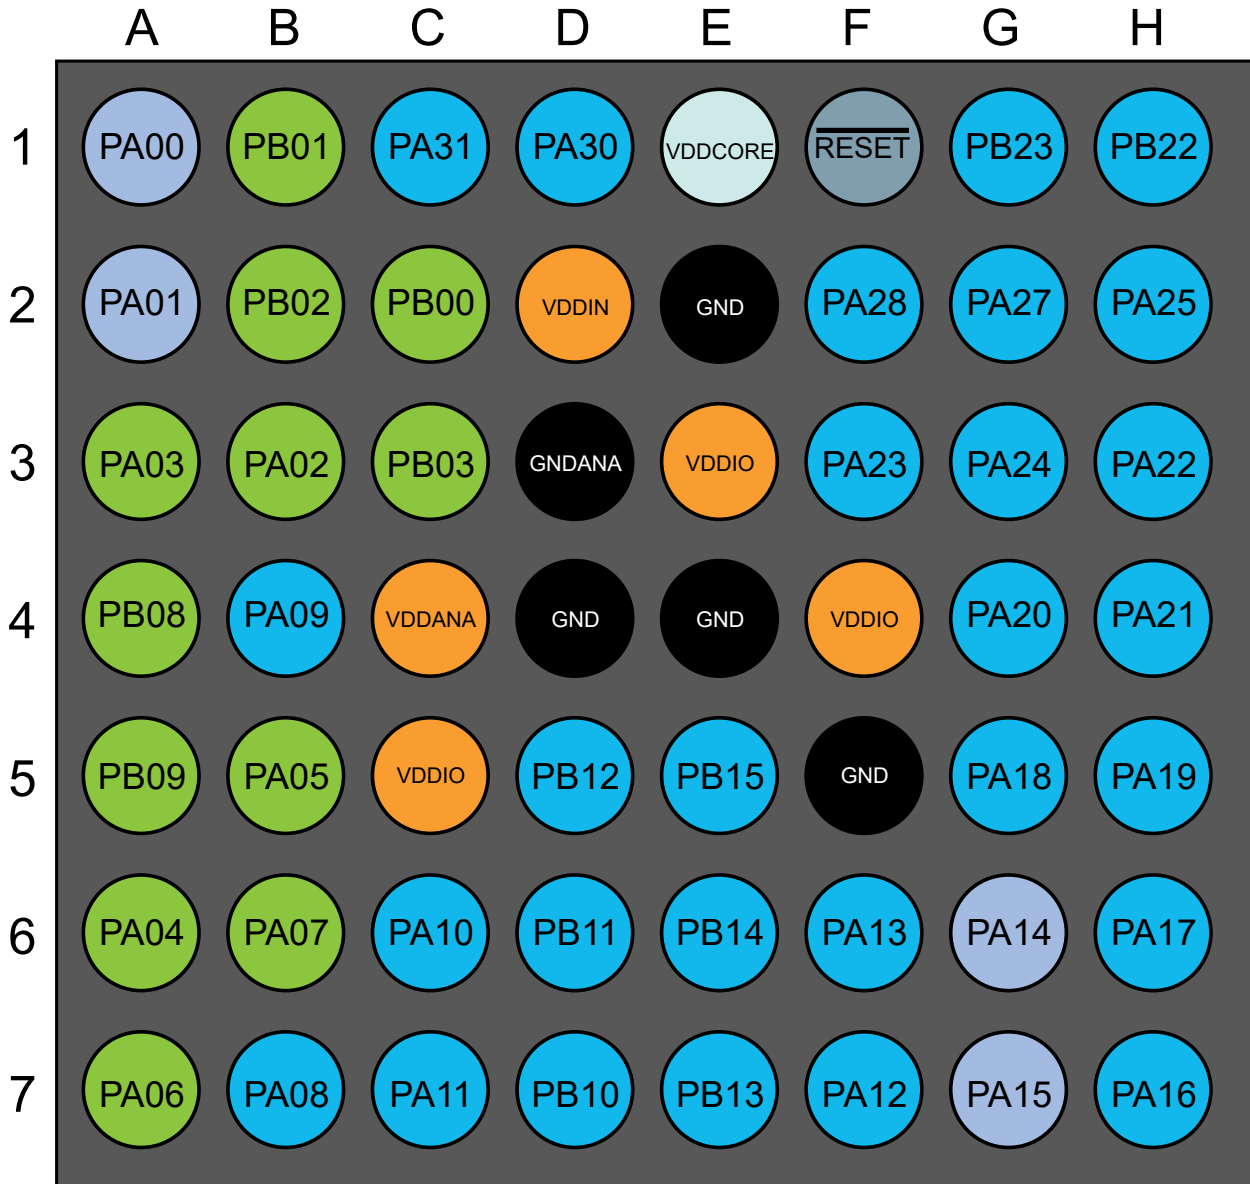 A B C D E F G H
1 PA00 PB01 PA31 PA30 VDDCORE RESET PB23 PB22
2 PA01 PB02 PB00 VDDIN GND PA28 PA27 PA25
3 PA03 PA02 PB03 GNDANA VDDIO PA23 PA24 PA22
4 PB08 PA09 VDDANA GND GND VDDIO PA20 PA21
5 PB09 PA05 VDDIO PB12 PB15 GND PA18 PA19
6 PA04 PA07 PA10 PB11 PB14 PA13 PA14 PA17
7 PA06 PA08 PA11 PB10 PB13 PA12 PA15 PA16